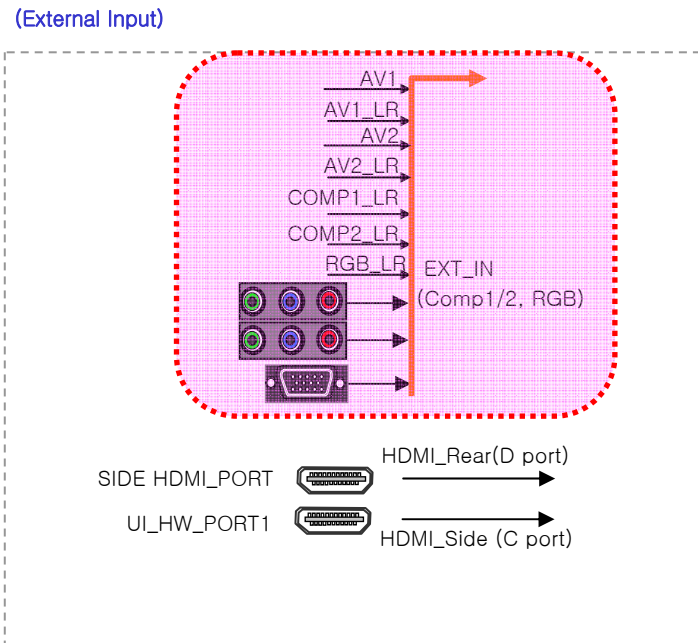 (External Input)
AV1
AV1_LR
AV2
AV2_LR
COMP1_LR
COMP2_LR
RGB_LR
EXT_IN
(Comp1/2, RGB)
HDMI_Rear(D port)
SIDE HDMI_PORT
UI_HW_PORT1
HDMI_Side (C port)